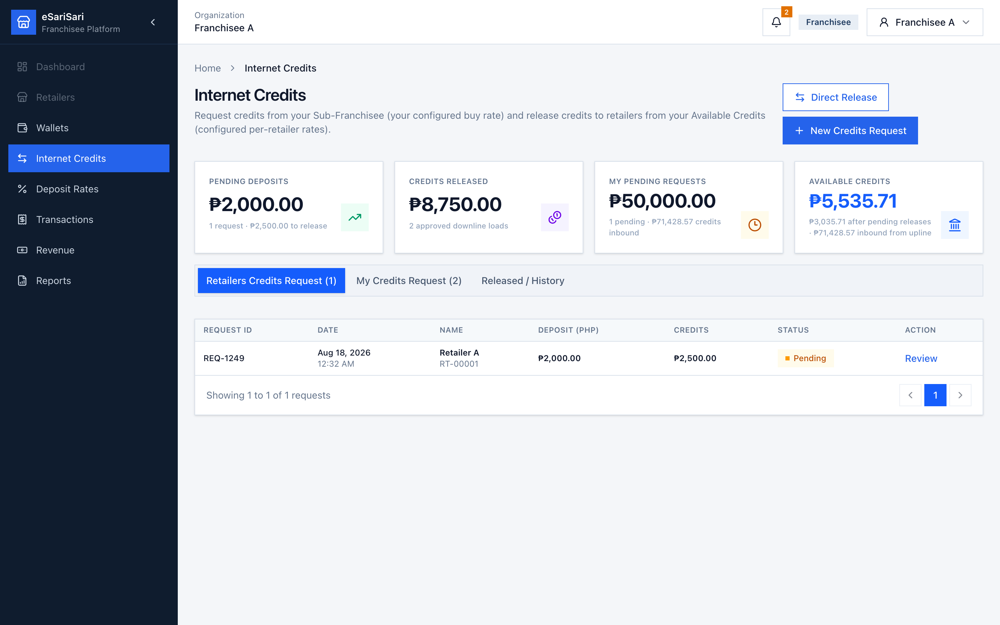 eSariSari
Franchisee Platform
Dashboard
Retailers
Wallets
Internet Credits
Deposit Rates
Transactions
Revenue
Reports
Organization
Franchisee A
2
Franchisee
Franchisee A
Home > Internet Credits
Internet Credits
Request credits from your Sub-Franchisee (your configured buy rate) and release credits to retailers from your Available Credits
(configured per-retailer rates).
Direct Release
+ New Credits Request
PENDING DEPOSITS
₱2,000.00
1 request · ₱2,500.00 to release
CREDITS RELEASED
₱8,750.00
2 approved downline loads
MY PENDING REQUESTS
₱50,000.00
1 pending · ₱71,428.57 credits
inbound
AVAILABLE CREDITS
₱5,535.71
₱3,035.71 after pending releases
· ₱71,428.57 inbound from upline
Retailers Credits Request (1) My Credits Request (2) Released / History
REQUEST ID DATE NAME DEPOSIT (PHP) CREDITS STATUS ACTION
REQ-1249 Aug 18, 2026 Retailer A ₱2,000.00 ₱2,500.00 Pending Review
12:32 AM RT-00001
Showing 1 to 1 of 1 requests
1